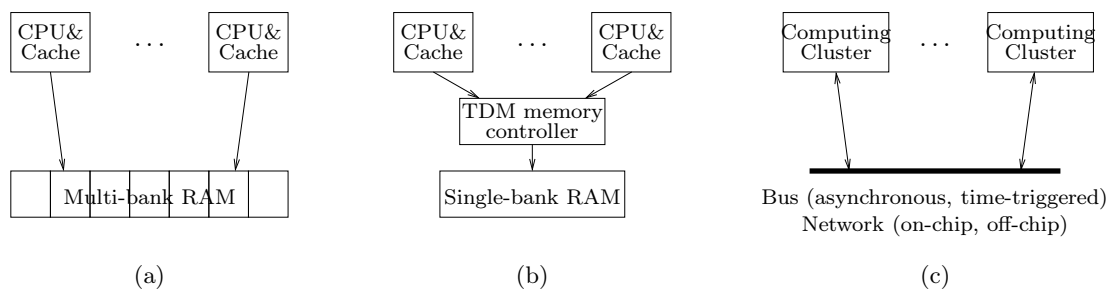 CPU&
Cache
. . .
CPU&
Cache
Multi-bank RAM
(a)
CPU&
Cache
. . .
CPU&
Cache
TDM memory
controller
Single-bank RAM
(b)
Computing
Cluster
. . .
Computing
Cluster
Bus (asynchronous, time-triggered)
Network (on-chip, off-chip)
(c)